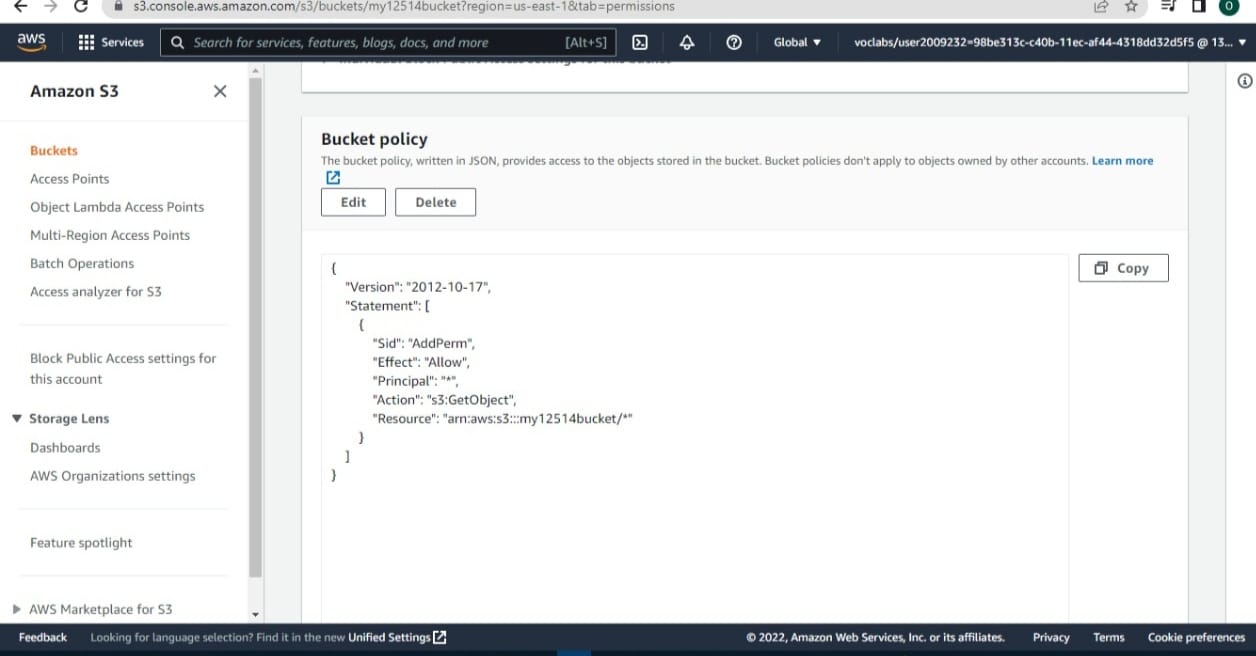 s3.console.aws.amazon.com/s3/buckets/my12514bucket?region=us-east-1&tab=permissions
O
aws
Services
Search for services, features, blogs, docs, and more
[Alt+S]
Global ▼
voclabs/user2009232=98be313c-c40b-11ec-af44-4318dd32d5f5 @ 13... ▼
Amazon S3
Buckets
Access Points
Object Lambda Access Points
Multi-Region Access Points
Batch Operations
Access analyzer for S3
Block Public Access settings for
this account
▼ Storage Lens
Dashboards
AWS Organizations settings
Feature spotlight
▶ AWS Marketplace for S3
Bucket policy
The bucket policy, written in JSON, provides access to the objects stored in the bucket. Bucket policies don't apply to objects owned by other accounts. Learn more
Edit
Delete
Copy
{
"Version": "2012-10-17",
"Statement": [
{
"Sid": "AddPerm",
"Effect": "Allow",
"Principal": "*",
"Action": "s3:GetObject",
"Resource": "arn:aws:s3:::my12514bucket/*"
}
]
}
Feedback
Looking for language selection? Find it in the new Unified Settings
© 2022, Amazon Web Services, Inc. or its affiliates.
Privacy
Terms
Cookie preferences